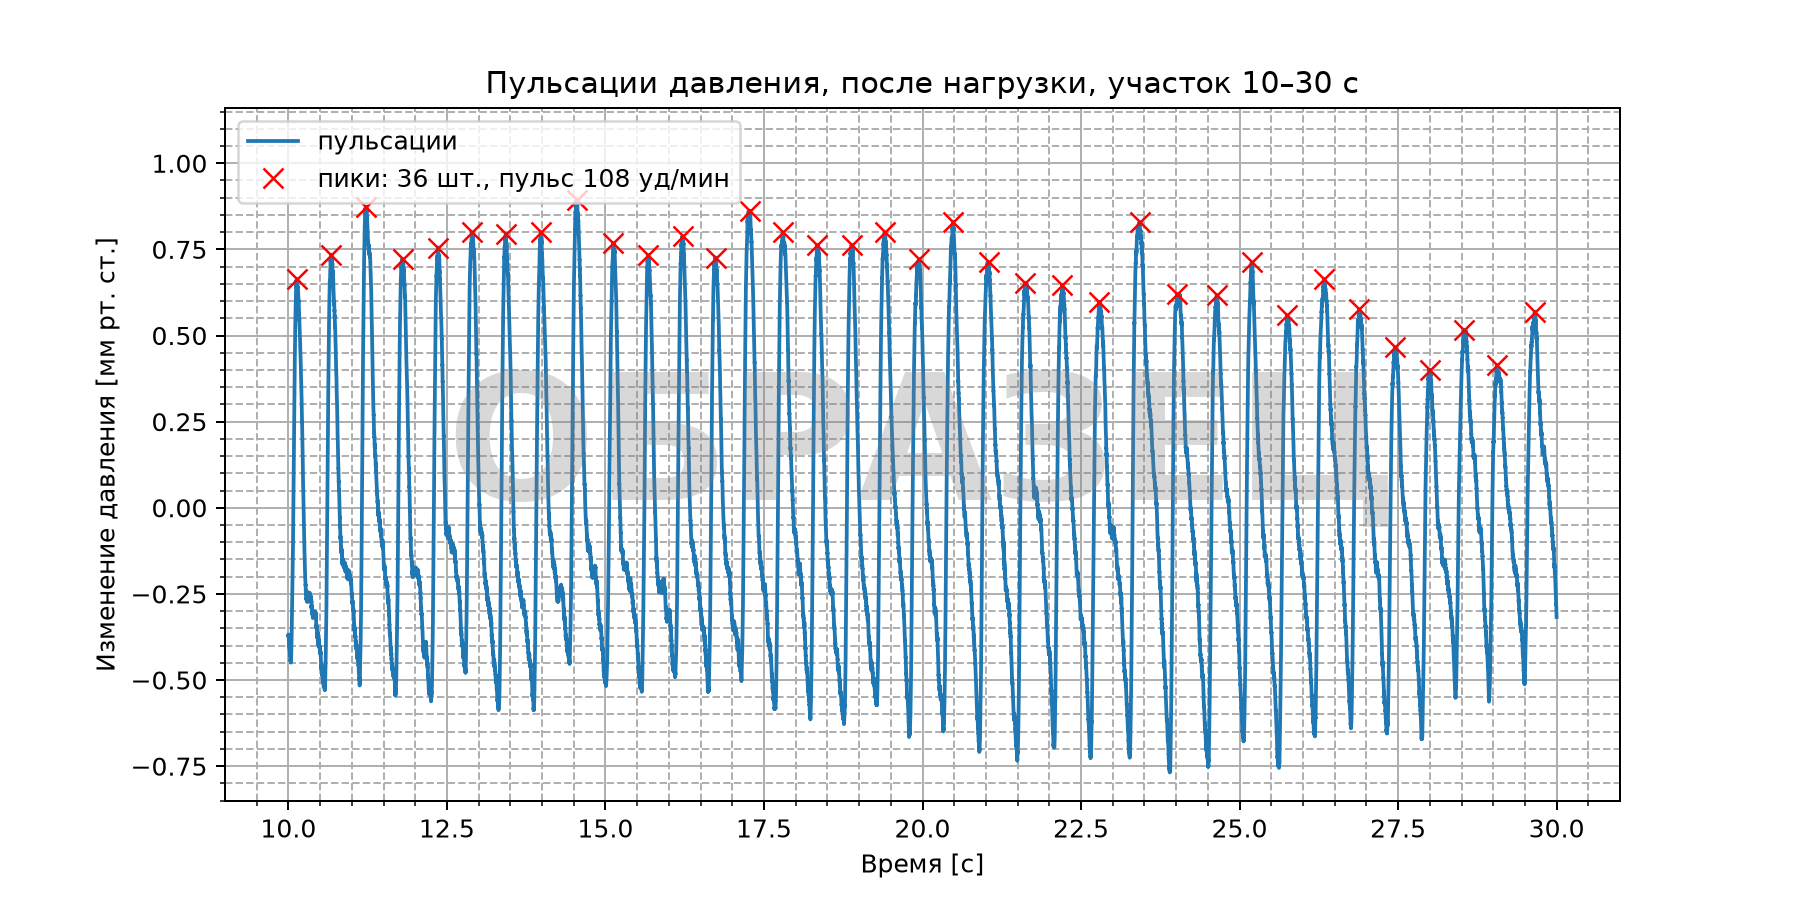 Пульсации давления, после нагрузки, участок 10–30 с
пульсации
пики: 36 шт., пульс 108 уд/мин
Изменение давления [мм рт. ст.]
1.00
0.75
0.50
0.25
0.00
−0.25
−0.50
−0.75
ОБРАЗЕЦ
10.0 12.5 15.0 17.5 20.0 22.5 25.0 27.5 30.0
Время [с]